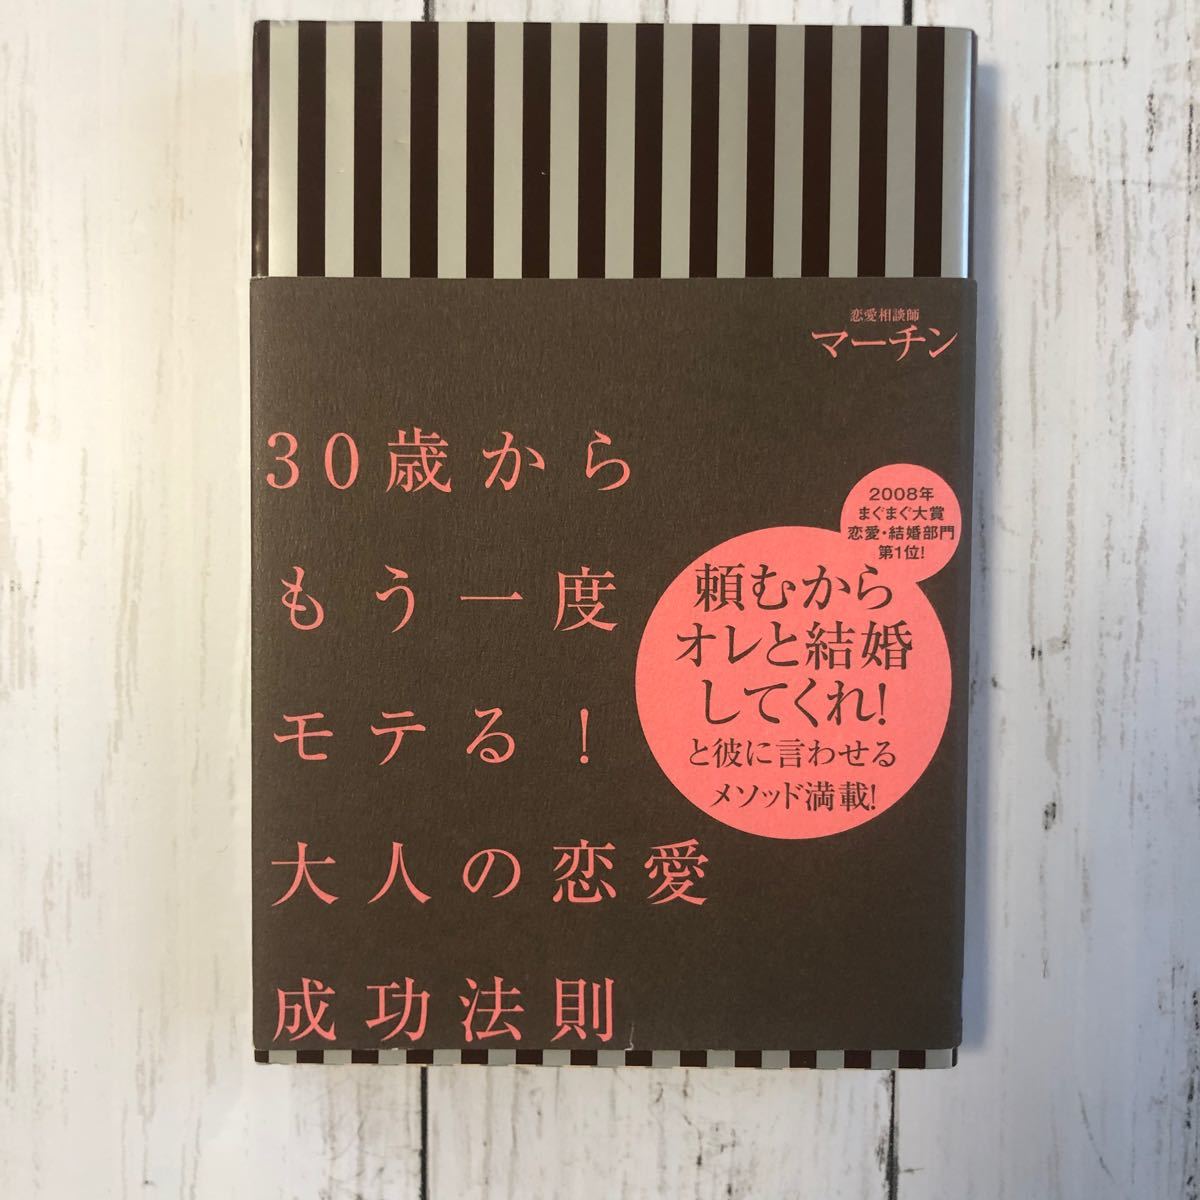 恋愛相談師
マーチン
30歳から
もう一度
モテる！
大人の恋愛
成功法則
2008年
まぐまぐ大賞
恋愛・結婚部門
第1位！
頼むから
オレと結婚
してくれ！
と彼に言わせる
メソッド満載！